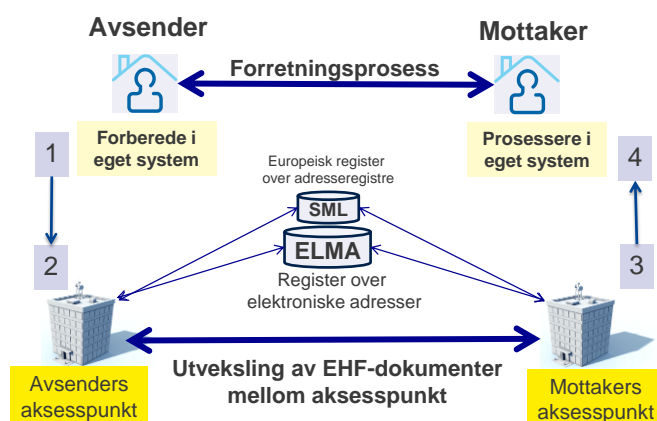 Avsender
Mottaker
Forretningsprosess
Forberede i
eget system
Prosessere i
eget system
1
4
Europeisk register
over adresseregistre
SML
ELMA
2
3
Register over
elektroniske adresser
Utveksling av EHF-dokumenter
mellom aksesspunkt
Avsenders
aksesspunkt
Mottakers
aksesspunkt